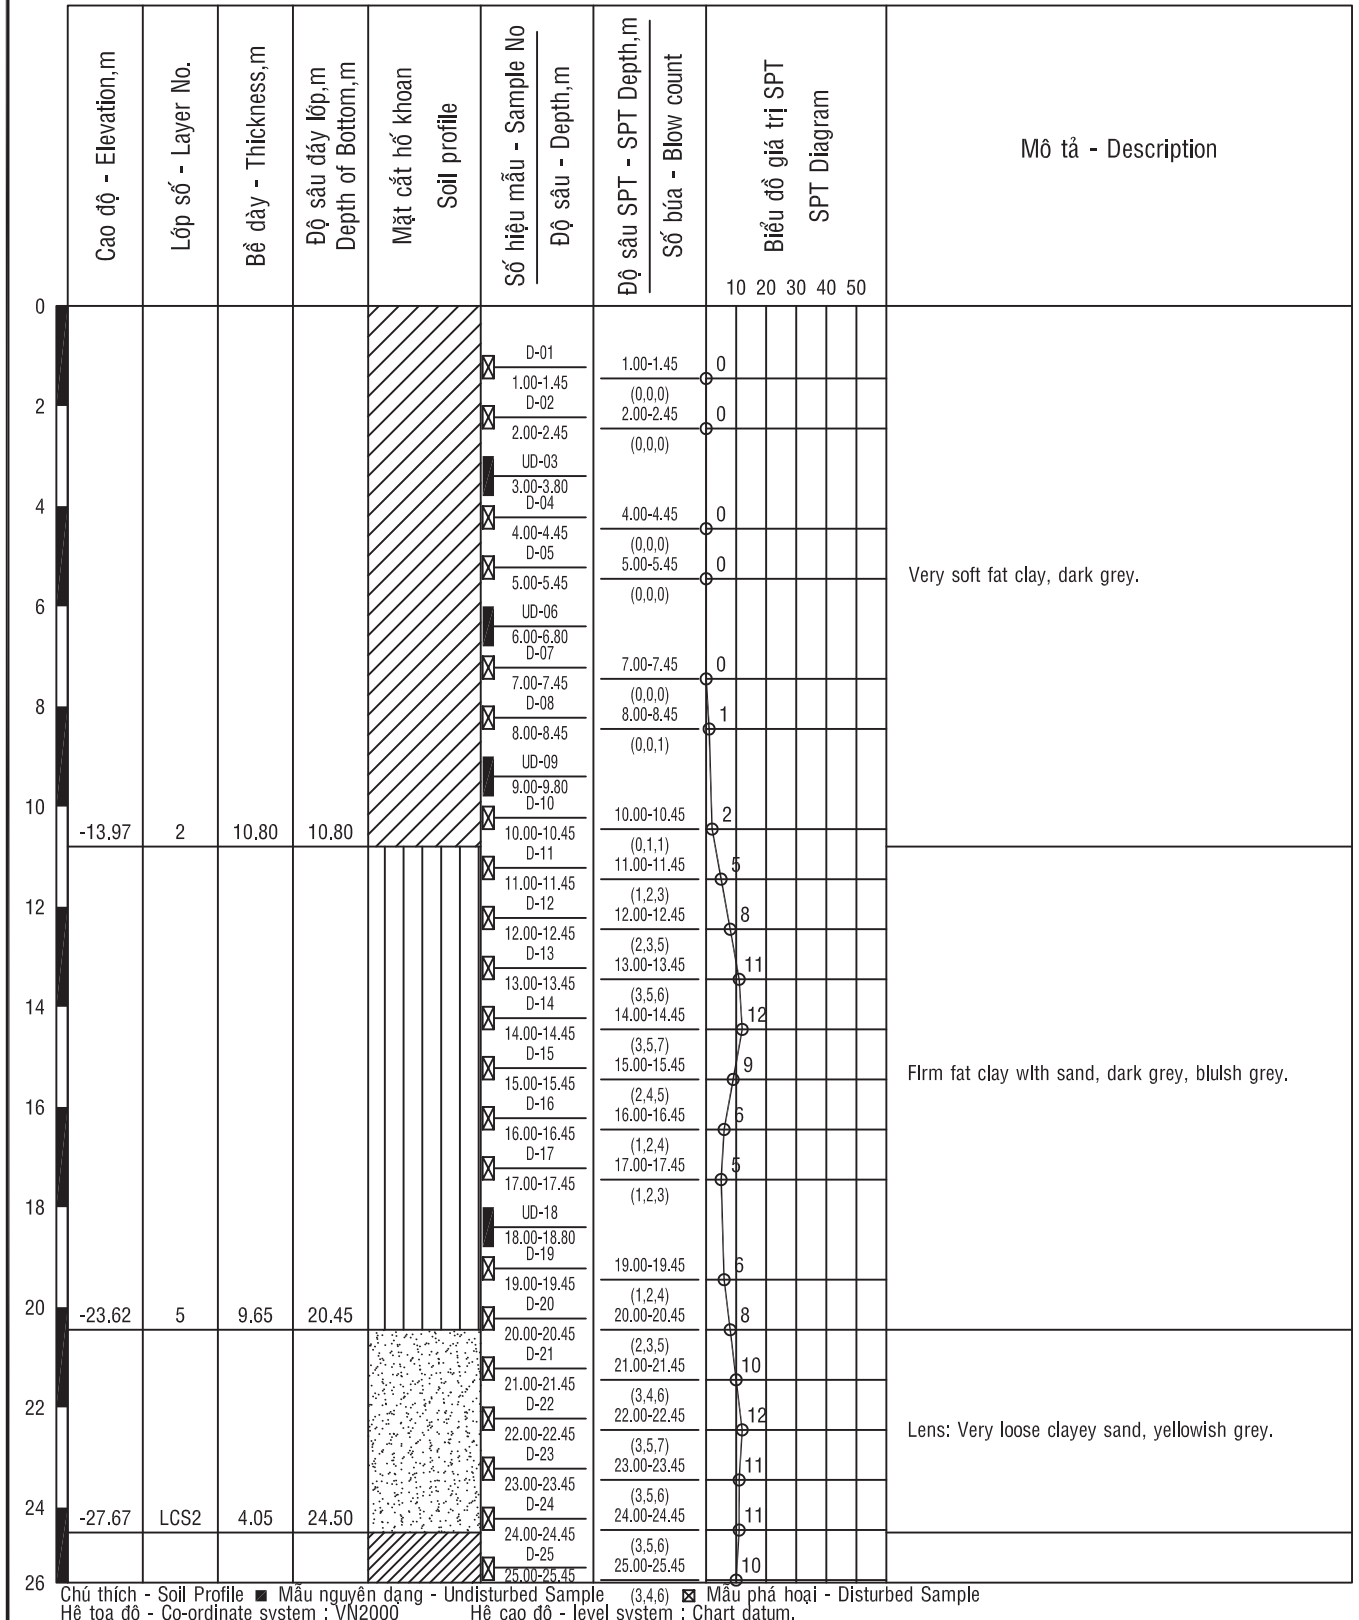 Cao độ - Elevation,m
Lóp số - Layer No.
Bề dày - Thickness,m
Độ sâu đáy lóp,m
Depth of Bottom,m
Mặt cắt hố khoan
Soil profile
Số hiệu mẫu - Sample No
Độ sâu - Depth,m
Độ sâu SPT - SPT Depth,m
Số búa - Blow count
Biểu đồ giá trị SPT
SPT Diagram
10 20 30 40 50
Mô tả - Description
0
D-01
1.00-1.45
1.00-1.45
(0,0,0)
0
2
D-02
2.00-2.45
2.00-2.45
(0,0,0)
0
UD-03
3.00-3.80
4
D-04
4.00-4.45
4.00-4.45
(0,0,0)
0
D-05
5.00-5.45
5.00-5.45
(0,0,0)
0
Very soft fat clay, dark grey.
6
UD-06
6.00-6.80
D-07
7.00-7.45
7.00-7.45
(0,0,0)
0
8
D-08
8.00-8.45
8.00-8.45
(0,0,1)
1
UD-09
9.00-9.80
10
D-10
10.00-10.45
10.00-10.45
(0,1,1)
2
-13.97 2 10.80 10.80
D-11
11.00-11.45
11.00-11.45
(1,2,3)
5
12
D-12
12.00-12.45
12.00-12.45
(2,3,5)
8
D-13
13.00-13.45
13.00-13.45
(3,5,6)
11
14
D-14
14.00-14.45
14.00-14.45
(3,5,7)
12
D-15
15.00-15.45
15.00-15.45
(2,4,5)
9
FIrm fat clay wIth sand, dark grey, bluIsh grey.
16
D-16
16.00-16.45
16.00-16.45
(1,2,4)
6
D-17
17.00-17.45
17.00-17.45
(1,2,3)
5
18
UD-18
18.00-18.80
D-19
19.00-19.45
19.00-19.45
(1,2,4)
6
20
-23.62 5 9.65 20.45
D-20
20.00-20.45
20.00-20.45
(2,3,5)
8
D-21
21.00-21.45
21.00-21.45
(3,4,6)
10
22
D-22
22.00-22.45
22.00-22.45
(3,5,7)
12
Lens: Very loose clayey sand, yellowish grey.
D-23
23.00-23.45
23.00-23.45
(3,5,6)
11
24
-27.67 LCS2 4.05 24.50
D-24
24.00-24.45
24.00-24.45
(3,5,6)
11
D-25
25.00-25.45
25.00-25.45
(3,4,6)
10
26
Chú thích - Soil Profile Mẫu nguyên dạng - Undisturbed Sample Mẫu phá hoại - Disturbed Sample
Hệ tọa độ - Co-ordinate system : VN2000 Hệ cao độ - level system : Chart datum.